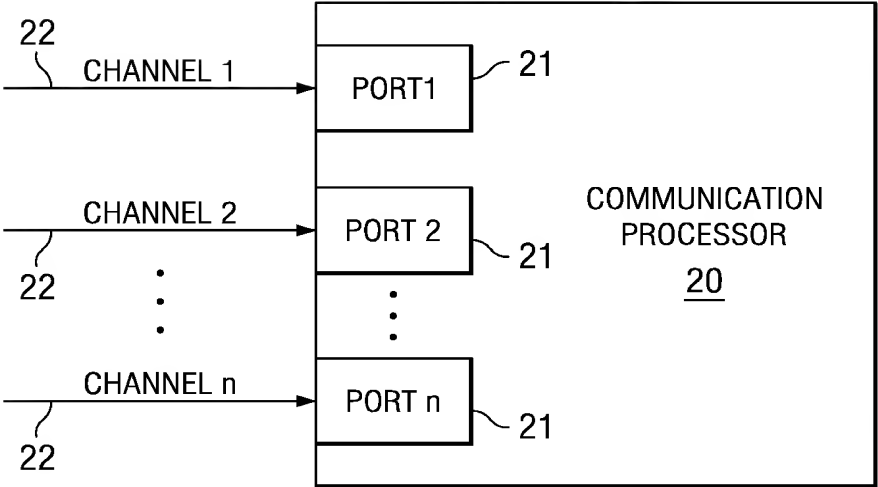 22
CHANNEL 1
PORT1
21
CHANNEL 2
22
PORT 2
21
COMMUNICATION
PROCESSOR
20
CHANNEL n
22
PORT n
21